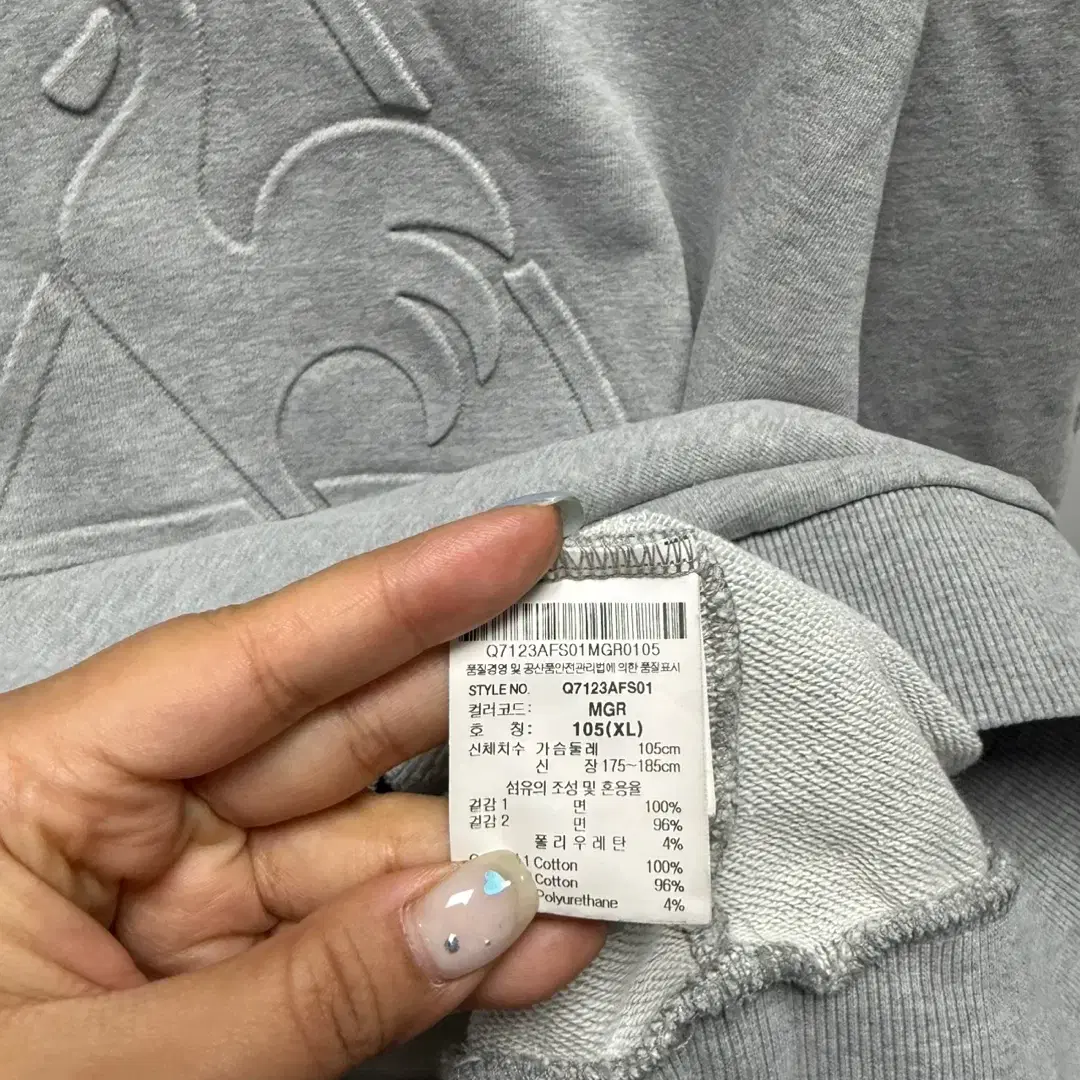 Q7123AFS01MGR0105
품질경영 및 공산품안전관리법에 의한 품질표시
STYLE NO. Q7123AFS01
컬러코드: MGR
호 칭: 105(XL)
신체치수 가슴둘레 105cm
신 장 175~185cm
섬유의 조성 및 혼용율
겉감 1 면 100%
겉감 2 면 96%
폴리우레탄 4%
1 Cotton 100%
Cotton 96%
Polyurethane 4%